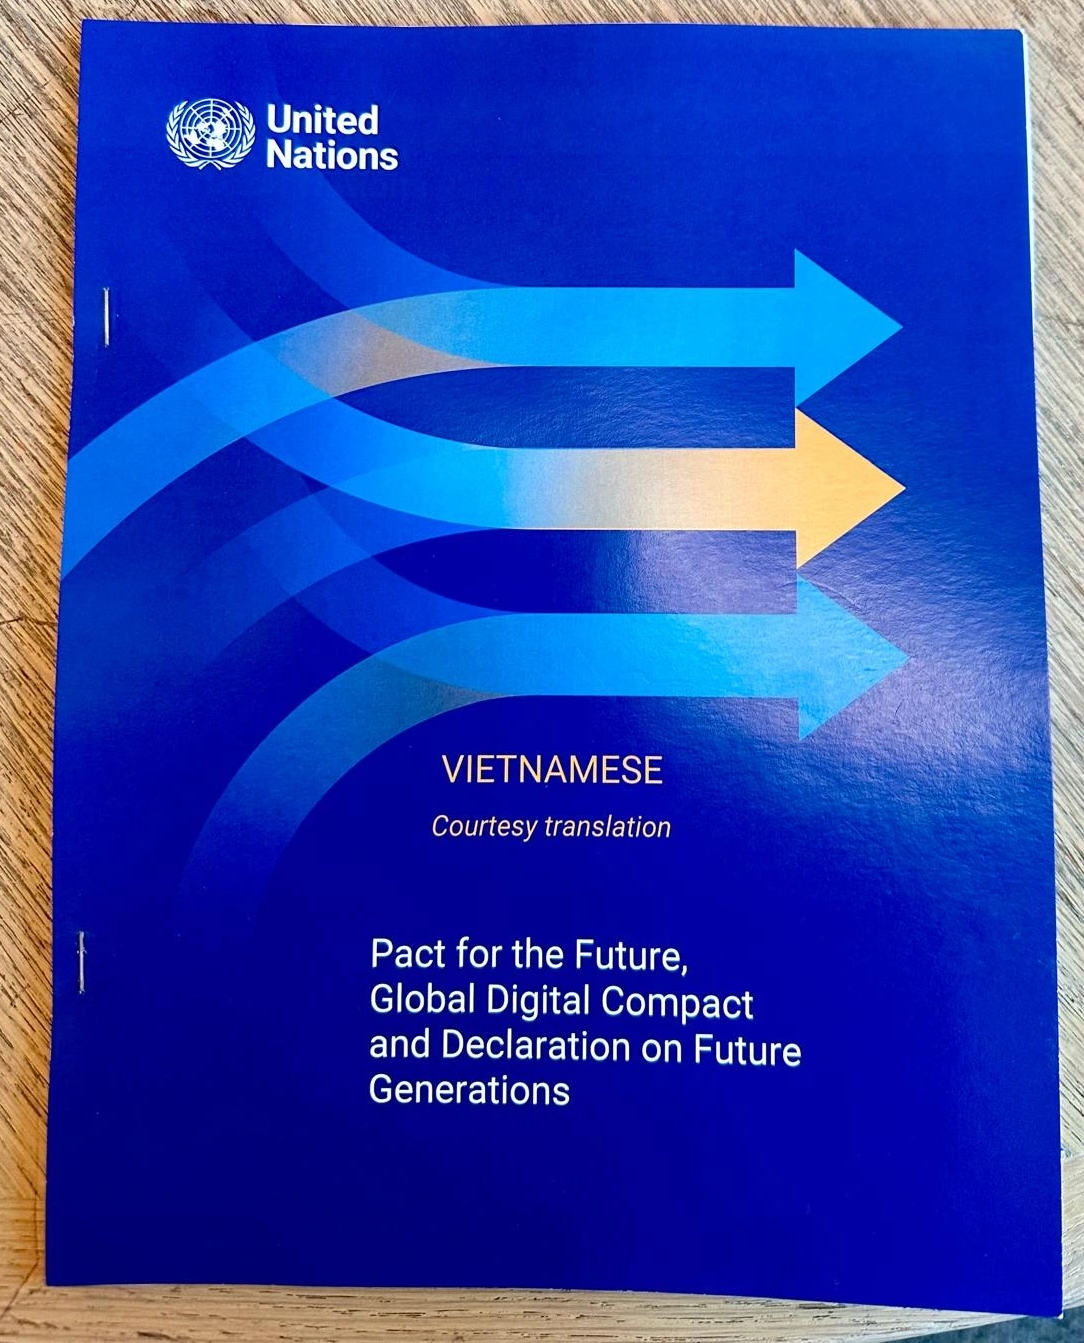 United
Nations
VIETNAMESE
Courtesy translation
Pact for the Future,
Global Digital Compact
and Declaration on Future
Generations